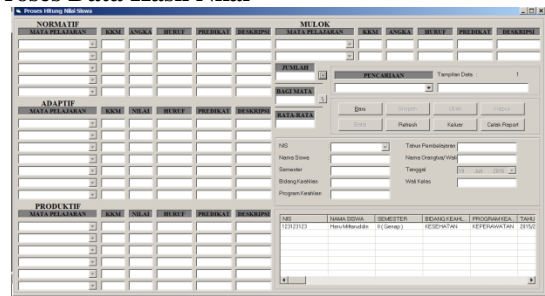 Proses Hitung Nilai Siswa
NORMATIF
MATA PELAJARAN KKM ANGKA HURUF PREDIKAT DESKRIPSI
ADAPTIF
MATA PELAJARAN KKM NILAI HURUF PREDIKAT DESKRIPSI
PRODUKTIF
MATA PELAJARAN KKM NILAI HURUF PREDIKAT DESKRIPSI
MULOK
MATA PELAJARAN KKM ANGKA HURUF PREDIKAT DESKRIPSI
JUMLAH
BAGI MATA
RATA-RATA
PENCARIAAN Tampilan Data : 1
Baru Simpan Ubah Hapus
Refresh Keluar Cetak Report
NIS
Nama Siswa
Semester
Bidang Keahlian
Program Keahlian
Tahun Pembelajaran
Nama Orangtua/Wali
Tanggal
Wali Kelas
NIS NAMA SISWA SEMESTER BIDANG KEAHL... PROGRAM KEA... TAHU
123123123 II ( Genap ) KESEHATAN KEPERAWATAN 2015/2